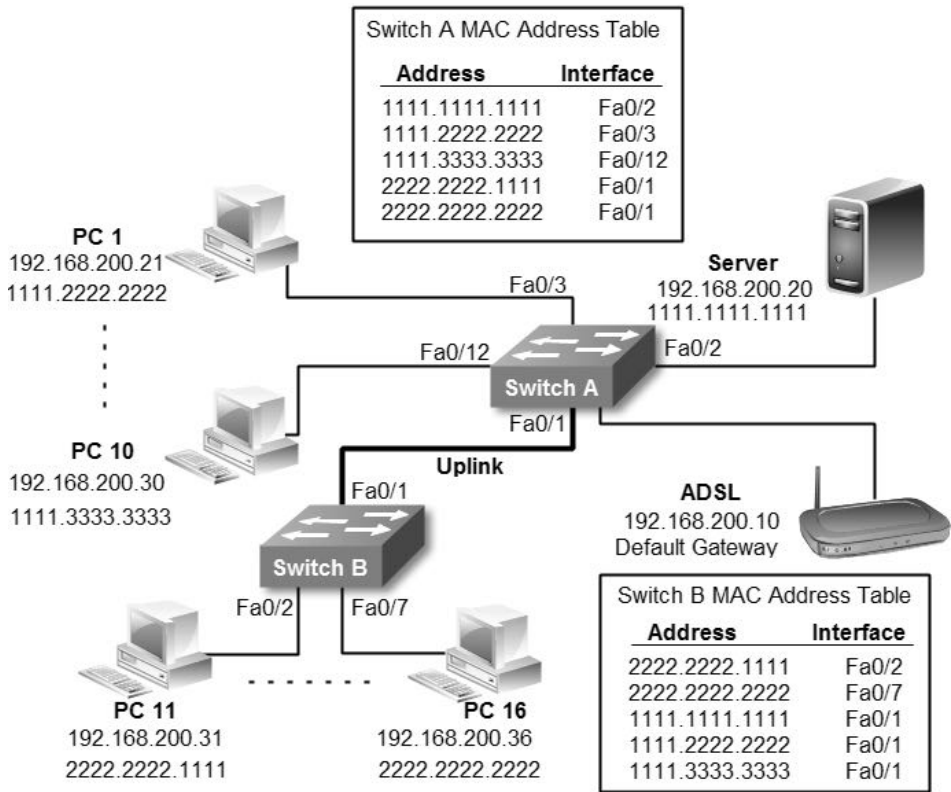 Switch A MAC Address Table
Address Interface
1111.1111.1111 Fa0/2
1111.2222.2222 Fa0/3
1111.3333.3333 Fa0/12
2222.2222.1111 Fa0/1
2222.2222.2222 Fa0/1
PC 1
192.168.200.21
1111.2222.2222
Fa0/3
Server
192.168.200.20
1111.1111.1111
Fa0/12
Fa0/2
Switch A
Fa0/1
PC 10
192.168.200.30
1111.3333.3333
Uplink
Fa0/1
ADSL
192.168.200.10
Default Gateway
Switch B
Fa0/2
Fa0/7
PC 11
192.168.200.31
2222.2222.1111
PC 16
192.168.200.36
2222.2222.2222
Switch B MAC Address Table
Address Interface
2222.2222.1111 Fa0/2
2222.2222.2222 Fa0/7
1111.1111.1111 Fa0/1
1111.2222.2222 Fa0/1
1111.3333.3333 Fa0/1